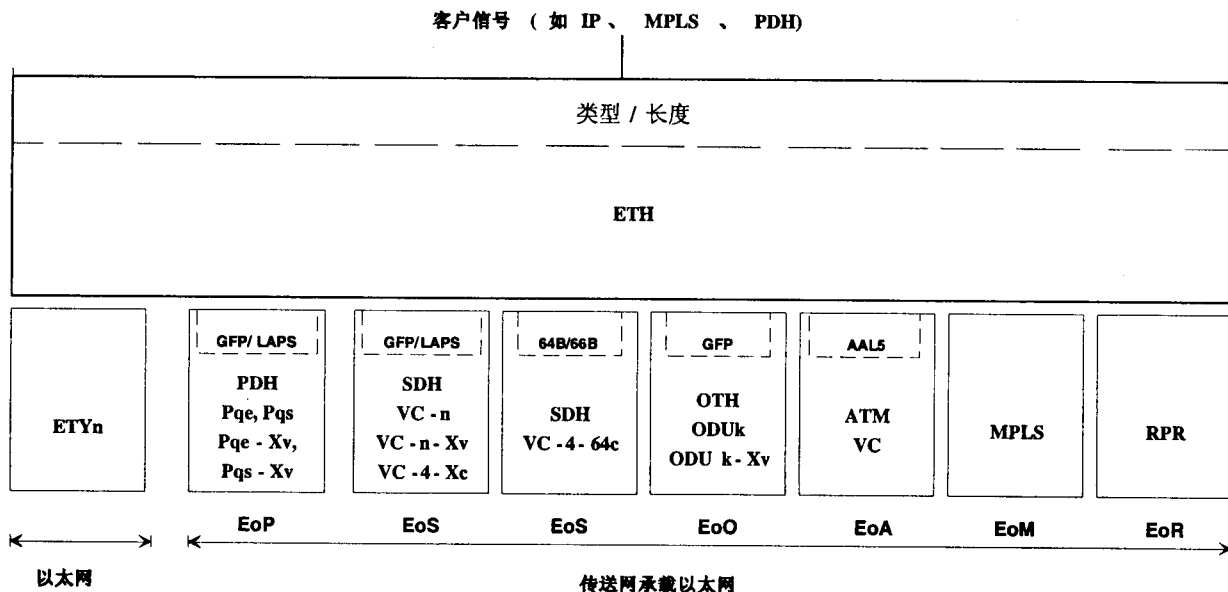 客户信号 ( 如 IP 、 MPLS 、 PDH)
类型 / 长度
ETH
ETYn
GFP/ LAPS
PDH
Pqe, Pqs
Pqe - Xv,
Pqs - Xv
GFP/LAPS
SDH
VC - n
VC - n - Xv
VC - 4 - Xc
64B/66B
SDH
VC - 4 - 64c
GFP
OTH
ODUk
ODU k - Xv
AAL5
ATM
VC
MPLS
RPR
EoP
EoS
EoS
EoO
EoA
EoM
EoR
以太网
传送网承载以太网